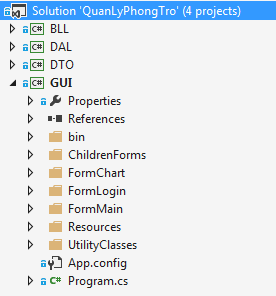 Solution 'QuanLyPhongTro' (4 projects)
C# BLL
C# DAL
C# DTO
C# GUI
Properties
References
bin
ChildrenForms
FormChart
FormLogin
FormMain
Resources
UtilityClasses
App.config
C# Program.cs